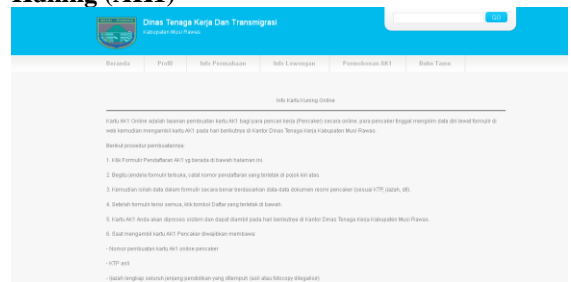 Kuning (AK1)
Dinas Tenaga Kerja Dan Transmigrasi
Kabupaten Musi Rawas
GO
Beranda Profil Info Perusahaan Info Lowongan Permohonan AK1 Buku Tamu
Info Kartu Kuning Online
Kartu AK1 Online adalah layanan pembuatan kartu AK1 bagi para pencari kerja (Pencaker) secara online, para pencaker tinggal mengirim data diri lewat formulir di
web kemudian mengambil kartu AK1 pada hari berikutnya di Kantor Dinas Tenaga Kerja Kabupaten Musi Rawas.
Berikut prosedur pembuatannya:
1. Klik Formulir Pendaftaran AK1 yg berada di bawah halaman ini.
2. Begitu jendela formulir terbuka, catat nomor pendaftaran yang terletak di pojok kiri atas.
3. Kemudian isilah data dalam formulir secara benar berdasarkan data-data dokumen resmi pencaker (sesuai KTP, ijazah, dll).
4. Setelah formulir terisi semua, klik tombol Daftar yang terletak di bawah.
5. Kartu AK1 Anda akan diproses sistem dan dapat diambil pada hari berikutnya di Kantor Dinas Tenaga Kerja Kabupaten Musi Rawas.
6. Saat mengambil kartu AK1 Pencaker diwajibkan membawa:
- Nomor pembuatan kartu AK1 online pencaker
- KTP asli
- Ijazah lengkap seluruh jenjang pendidikan yang ditempuh (asli atau fotocopy dilegalisir)